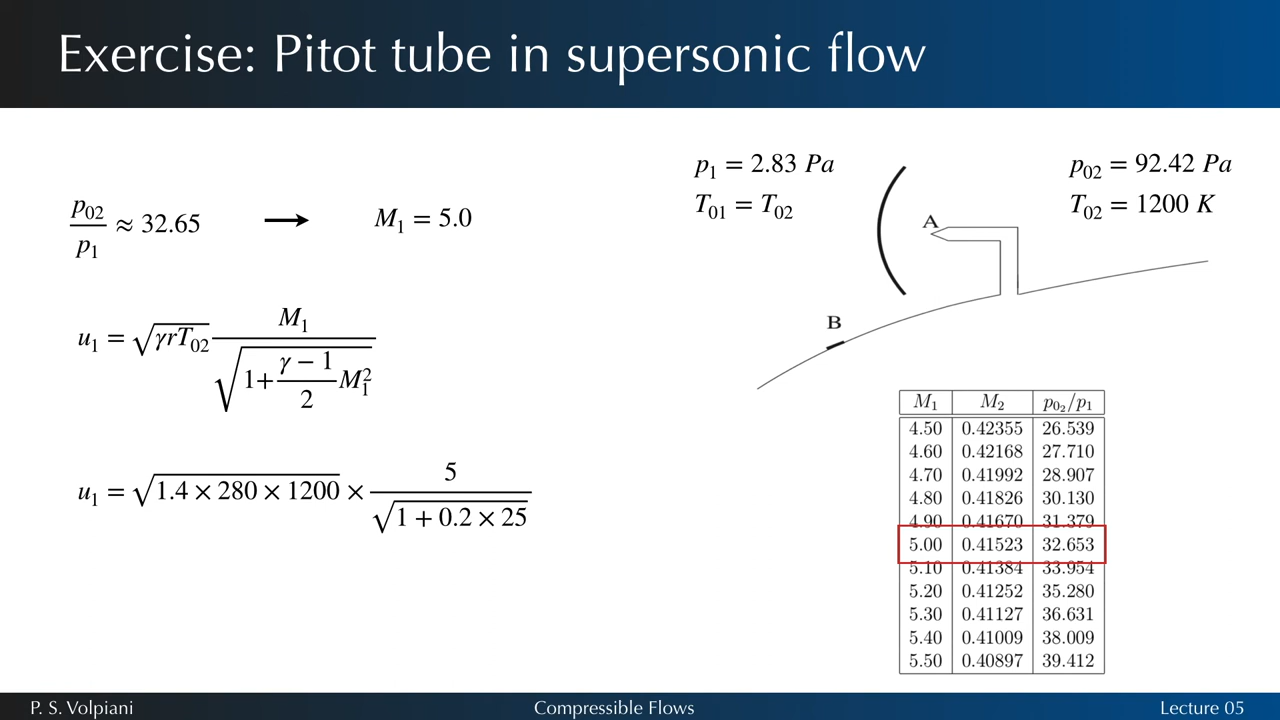 Exercise: Pitot tube in supersonic flow
p₀₂/p₁ ≈ 32.65 → M₁ = 5.0
u₁ = √(γrT₀₂) M₁/√(1+ (γ − 1)/2 M₁²)
u₁ = √(1.4 × 280 × 1200) × 5/√(1 + 0.2 × 25)
p₁ = 2.83 Pa
T₀₁ = T₀₂
p₀₂ = 92.42 Pa
T₀₂ = 1200 K
A
B
M₁ M₂ p₀₂/p₁
4.50 0.42355 26.539
4.60 0.42168 27.710
4.70 0.41992 28.907
4.80 0.41826 30.130
4.90 0.41670 31.379
5.00 0.41523 32.653
5.10 0.41384 33.954
5.20 0.41252 35.280
5.30 0.41127 36.631
5.40 0.41009 38.009
5.50 0.40897 39.412
P. S. Volpiani
Compressible Flows
Lecture 05